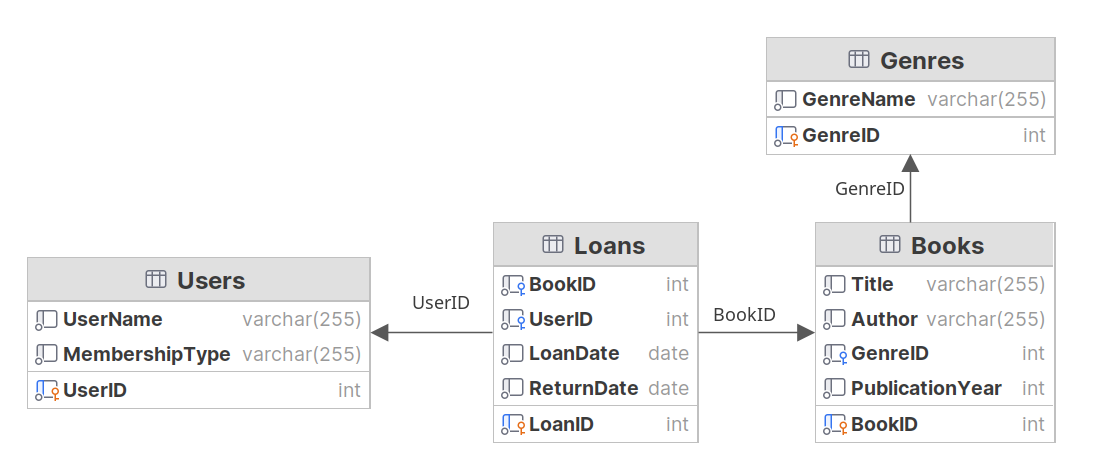 Genres
GenreName varchar(255)
GenreID int
GenreID
Users
UserName varchar(255)
MembershipType varchar(255)
UserID int
UserID
Loans
BookID int
UserID int
LoanDate date
ReturnDate date
LoanID int
BookID
Books
Title varchar(255)
Author varchar(255)
GenreID int
PublicationYear int
BookID int